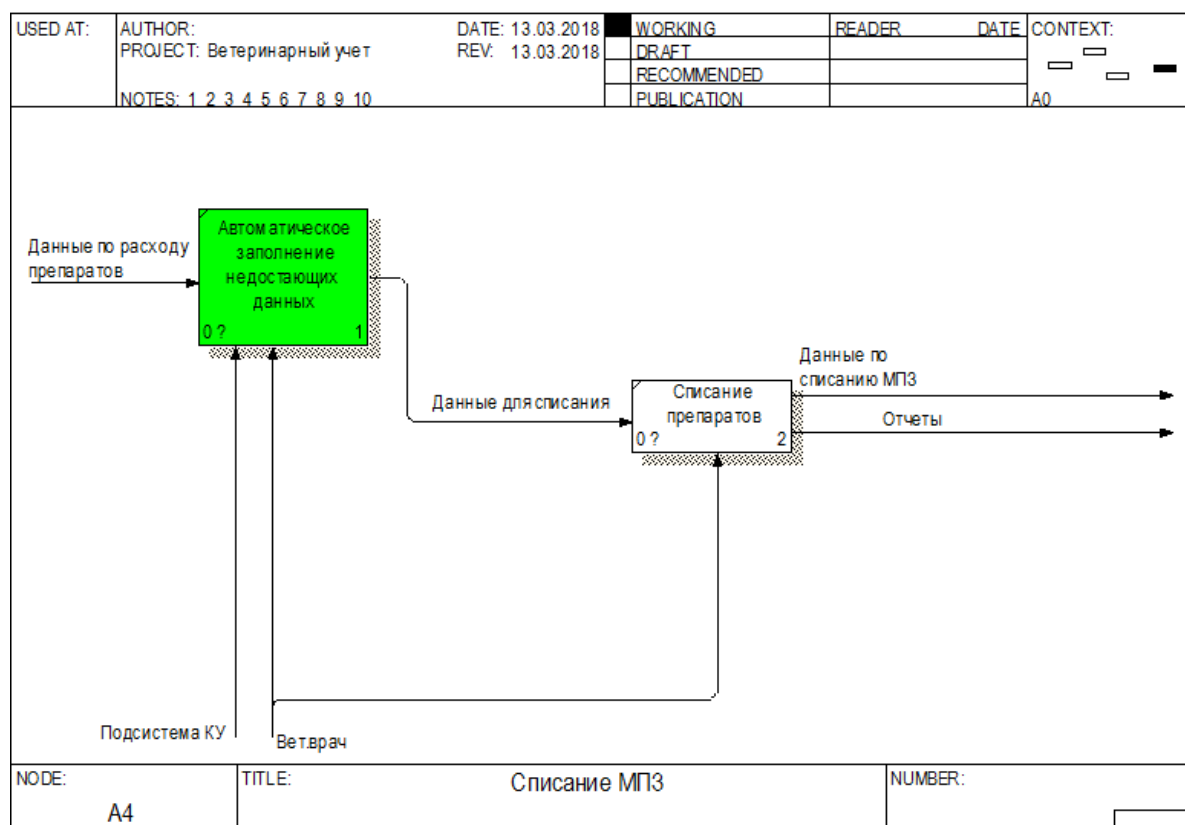 USED AT:
AUTHOR:
DATE: 13.03.2018
WORKING
READER
DATE
CONTEXT:
PROJECT: Ветеринарный учет
REV: 13.03.2018
DRAFT
RECOMMENDED
NOTES: 1 2 3 4 5 6 7 8 9 10
PUBLICATION
A0
Данные по расходу
препаратов
Автоматическое
заполнение
недостающих
данных
0 ?
1
Данные для списания
Списание
препаратов
0 ?
2
Данные по
списанию МПЗ
Отчеты
Подсистема КУ
Вет.врач
NODE:
A4
TITLE:
Списание МПЗ
NUMBER: